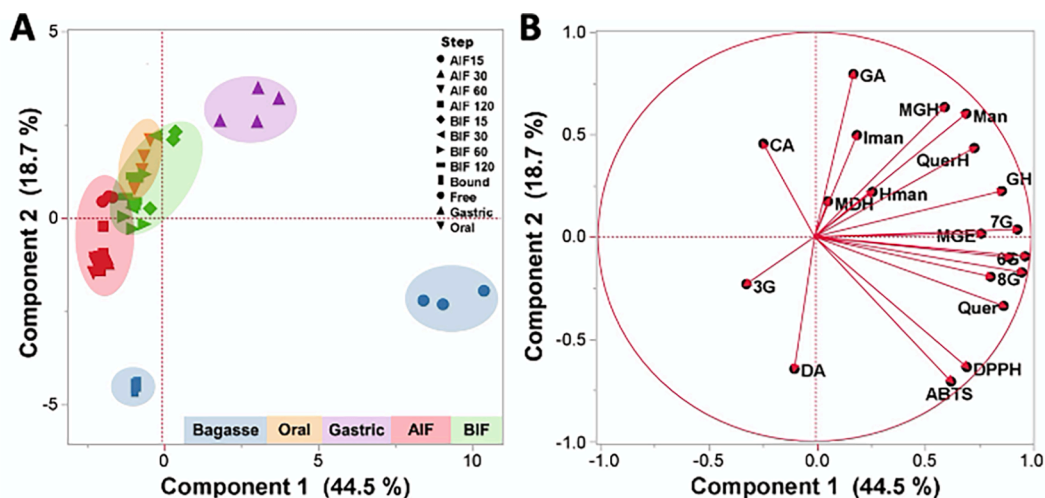 A
Component 2 (18.7 %)
5
0
-5
0
5
10
Component 1 (44.5 %)
Step
AIF15
AIF 30
AIF 60
AIF 120
BIF 15
BIF 30
BIF 60
BIF 120
Bound
Free
Gastric
Oral
Bagasse
Oral
Gastric
AIF
BIF
B
Component 2 (18.7 %)
1.0
0.5
0.0
-0.5
-1.0
-1.0
-0.5
0.0
0.5
1.0
Component 1 (44.5 %)
GA
MGH
Man
CA
Iman
QuerH
GH
MDH
Hman
7G
MGE
6G
3G
8G
Quer
DA
DPPH
ABTS